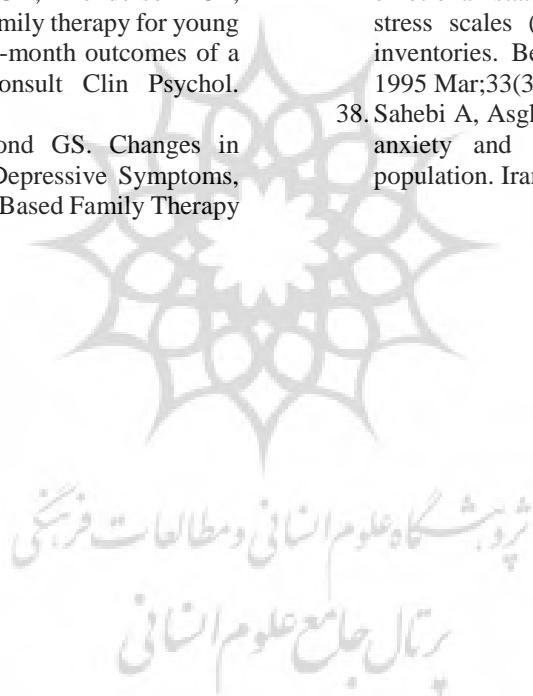 amily therapy for young
-month outcomes of a
onsult Clin Psychol.
ond GS. Changes in
Depressive Symptoms,
Based Family Therapy
stress scales (
inventories. Be
1995 Mar;33(3
38. Sahebi A, Asgh
anxiety and
population. Iran
پژوهشگاه علوم انسانی و مطالعات فرهنگی
پرتال جامع علوم انسانی